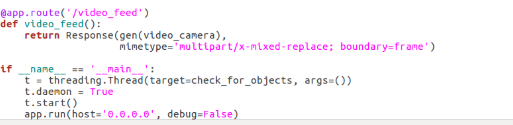 @app.route('/video_feed')
def video_feed():
    return Response(gen(video_camera),
                    mimetype='multipart/x-mixed-replace; boundary=frame')
if __name__ == '__main__':
    t = threading.Thread(target=check_for_objects, args=())
    t.daemon = True
    t.start()
    app.run(host='0.0.0.0', debug=False)